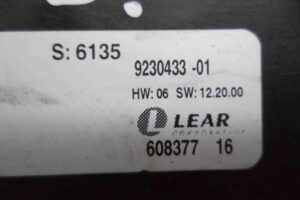 S: 6135
9230433 -01
HW: 06 SW: 12.20.00
LEAR
CORPORATION
608377 16